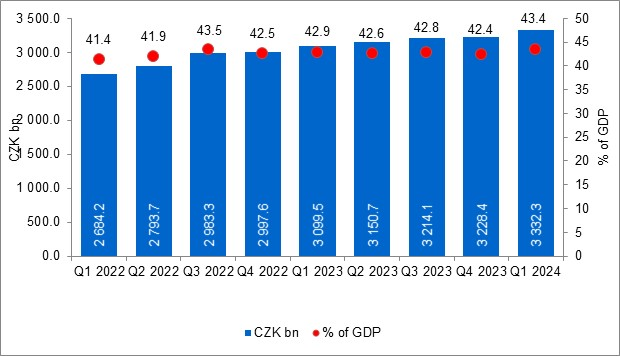 3 500.0
3 000.0
2 500.0
2 000.0
1 500.0
1 000.0
500.0
0.0
CZK bn
41.4
41.9
43.5
42.5
42.9
42.6
42.8
42.4
43.4
2 684.2
2 793.7
2 983.3
2 997.6
3 099.5
3 150.7
3 214.1
3 228.4
3 332.3
50
45
40
35
30
25
20
15
10
5
0
% of GDP
Q1 2022
Q2 2022
Q3 2022
Q4 2022
Q1 2023
Q2 2023
Q3 2023
Q4 2023
Q1 2024
CZK bn
% of GDP